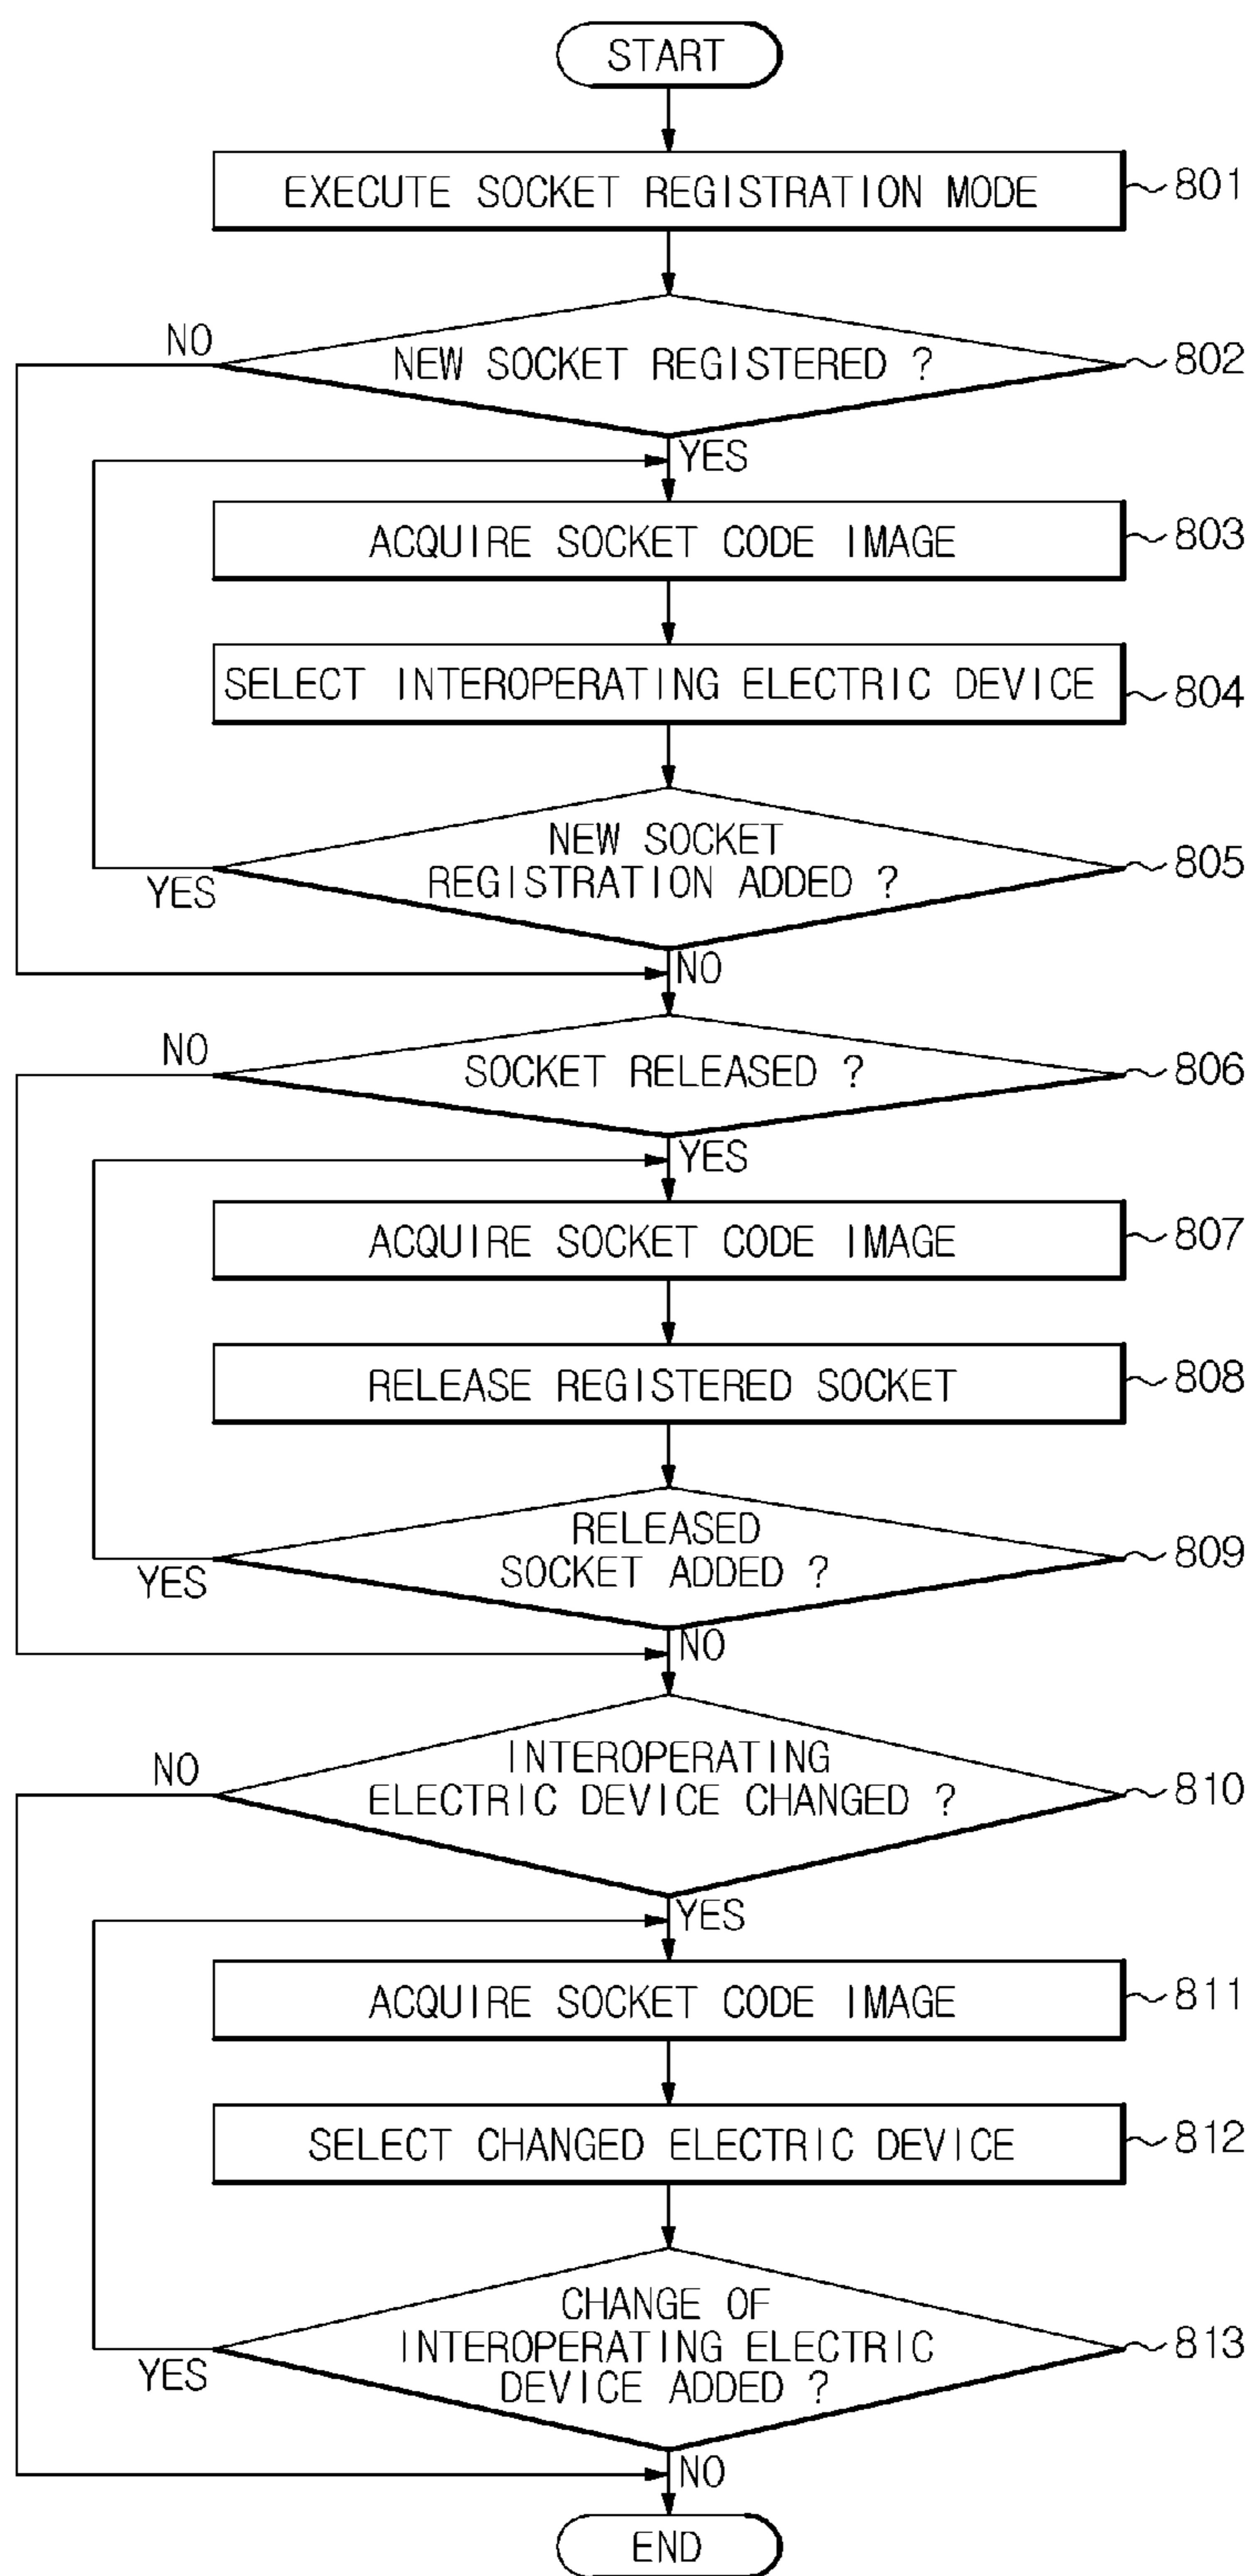 START
EXECUTE SOCKET REGISTRATION MODE
801
NO
NEW SOCKET REGISTERED ?
802
YES
ACQUIRE SOCKET CODE IMAGE
803
SELECT INTEROPERATING ELECTRIC DEVICE
804
NEW SOCKET
REGISTRATION ADDED ?
805
YES
NO
NO
SOCKET RELEASED ?
806
YES
ACQUIRE SOCKET CODE IMAGE
807
RELEASE REGISTERED SOCKET
808
RELEASED
SOCKET ADDED ?
809
YES
NO
INTEROPERATING
NO
ELECTRIC DEVICE CHANGED ?
810
YES
ACQUIRE SOCKET CODE IMAGE
811
SELECT CHANGED ELECTRIC DEVICE
812
CHANGE OF
INTEROPERATING ELECTRIC
DEVICE ADDED ?
813
YES
NO
END